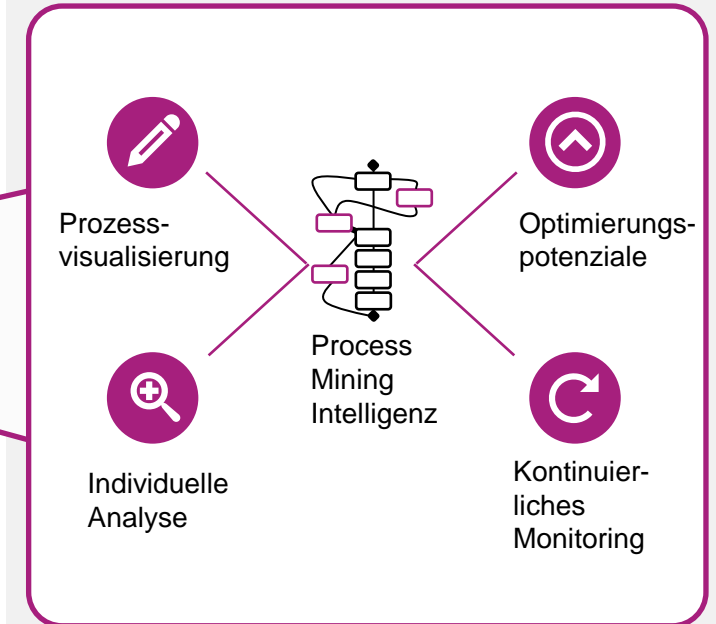 Prozess-
visualisierung
Optimierungs-
potenziale
Process
Mining
Intelligenz
Individuelle
Analyse
Kontinuier-
liches
Monitoring